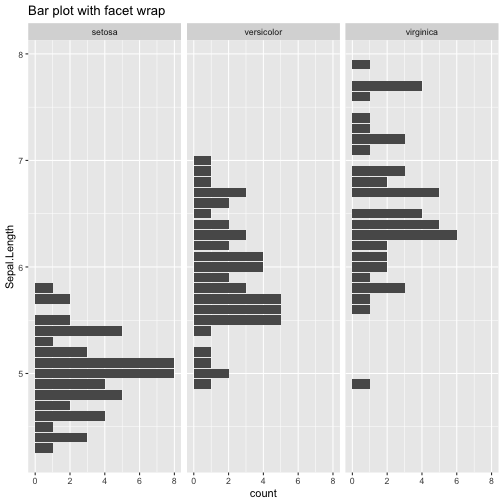 Bar plot with facet wrap
setosa versicolor virginica
8
7
6
5
Sepal.Length
0 2 4 6 8 0 2 4 6 8 0 2 4 6 8
count